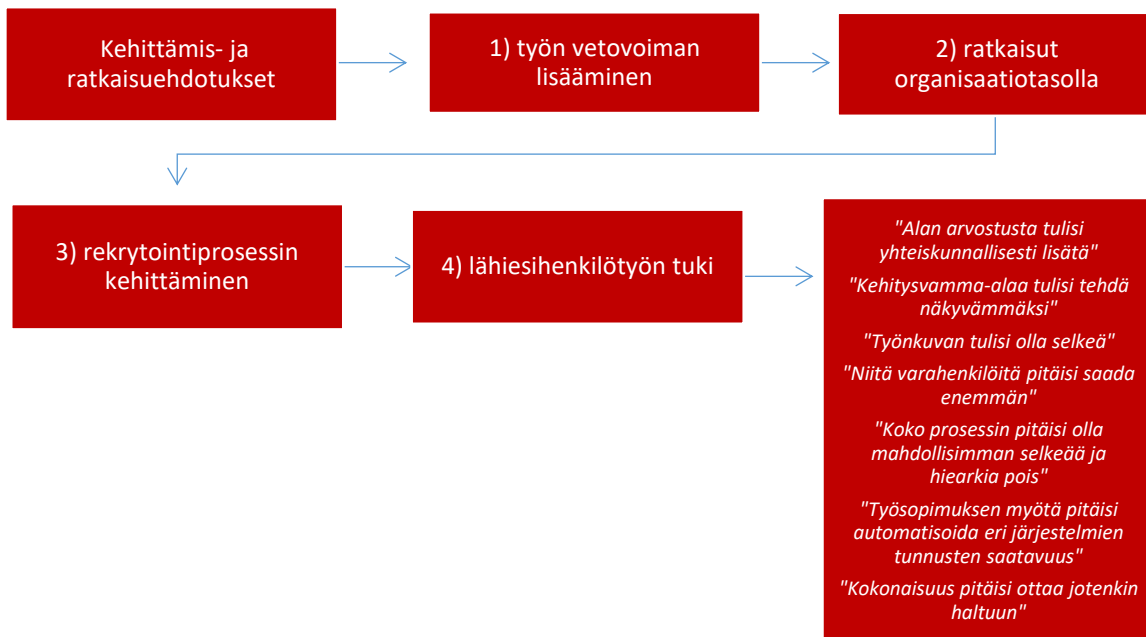 Kehittämis- ja
ratkaisuehdotukset
1) työn vetovoiman
lisääminen
2) ratkaisut
organisaatiotasolla
3) rekrytointiprosessin
kehittäminen
4) lähiesihenkilötyön tuki
"Alan arvostusta tulisi
yhteiskunnallisesti lisätä"
"Kehitysvamma-alaa tulisi tehdä
näkyvämmäksi"
"Työnkuvan tulisi olla selkeä"
"Niitä varahenkilöitä pitäisi saada
enemmän"
"Koko prosessin pitäisi olla
mahdollisimman selkeää ja
hiearkia pois"
"Työsopimuksen myötä pitäisi
automatisoida eri järjestelmien
tunnusten saatavuus"
"Kokonaisuus pitäisi ottaa jotenkin
haltuun"